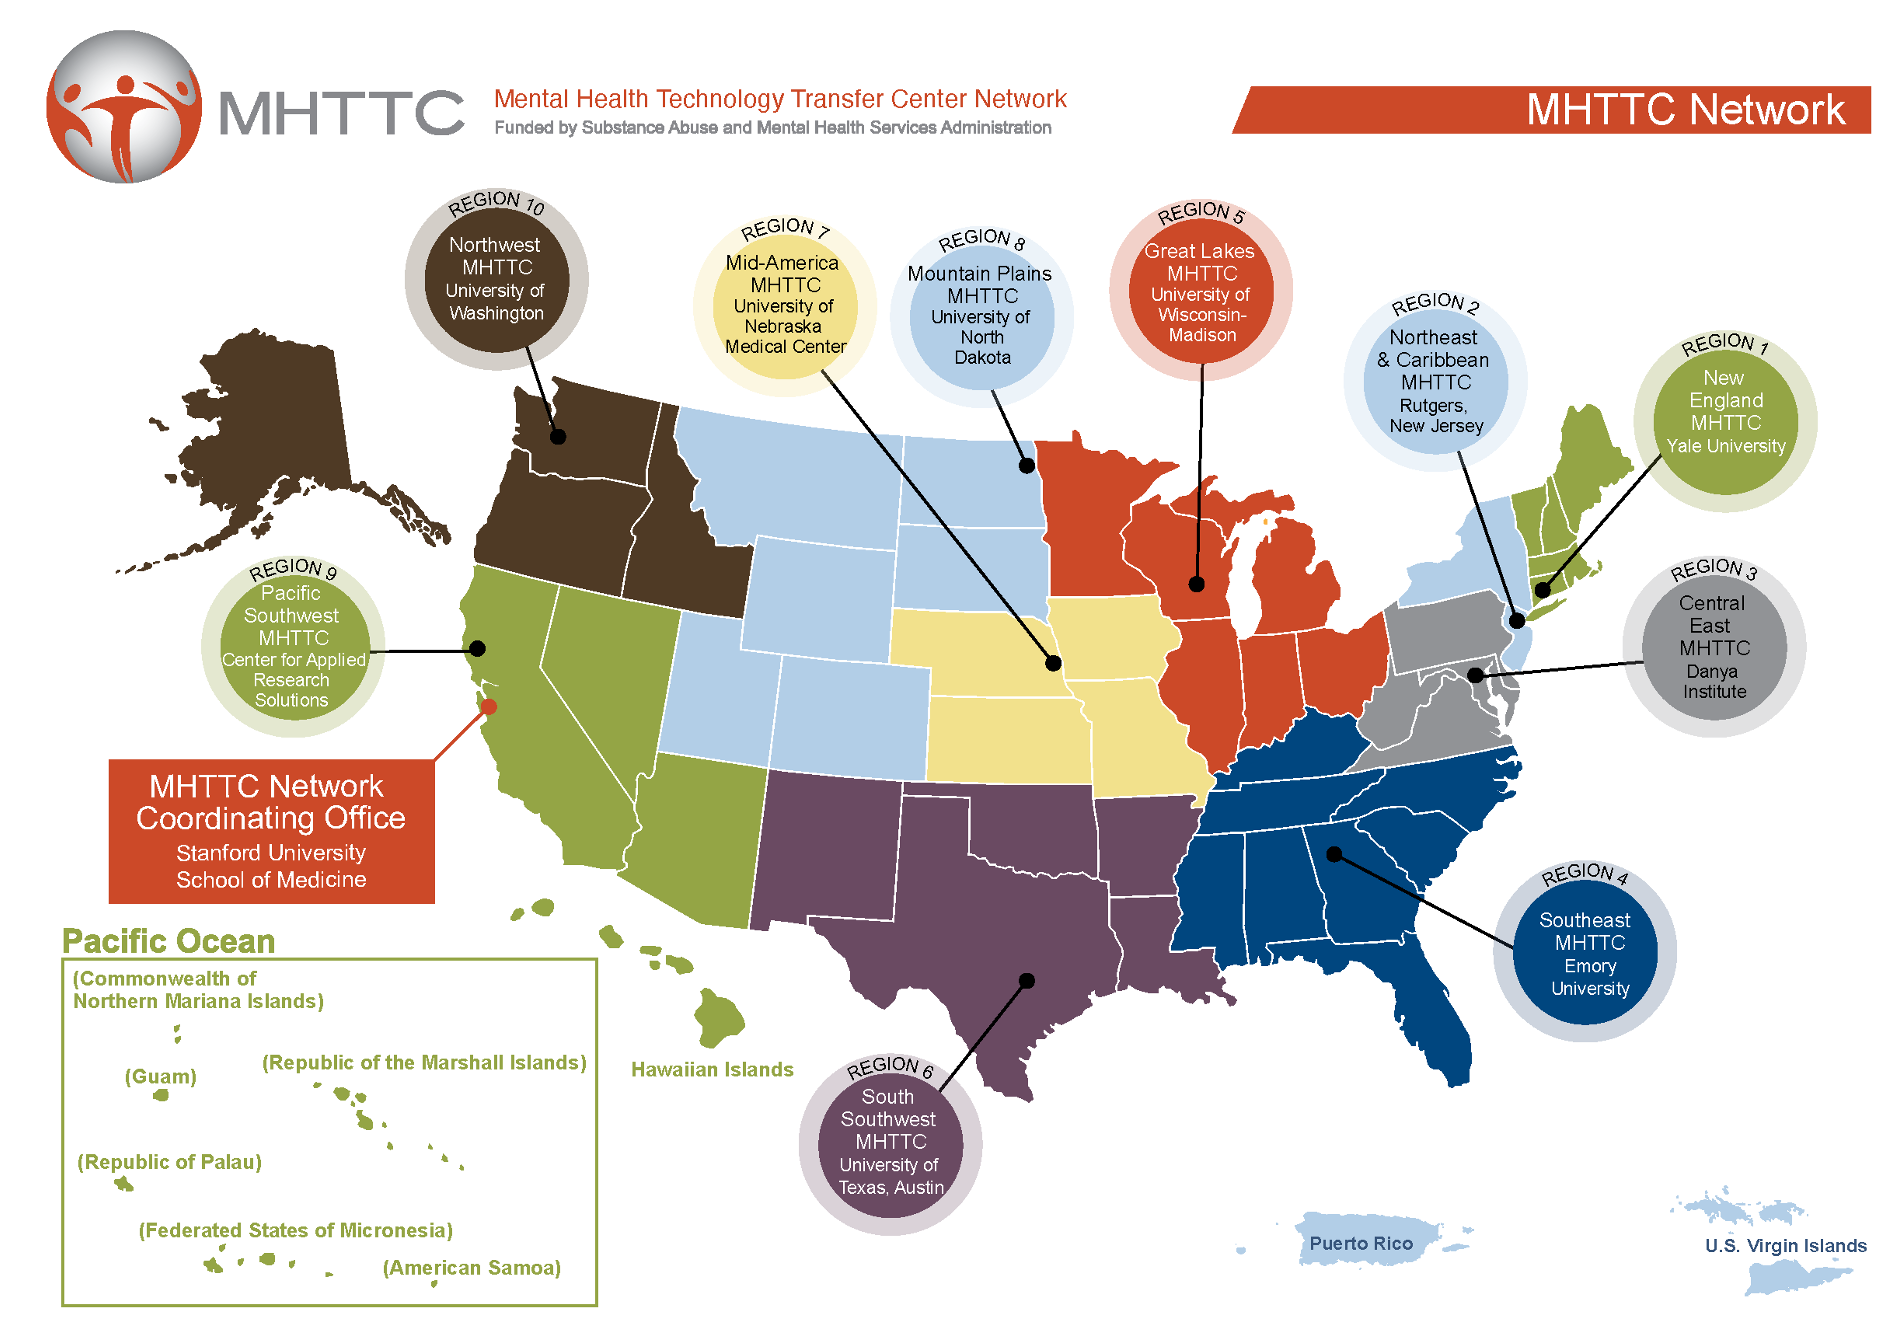 MHTTC
Mental Health Technology Transfer Center Network
Funded by Substance Abuse and Mental Health Services Administration
MHTTC Network
REGION 10
Northwest
MHTTC
University of
Washington
REGION 7
Mid-America
MHTTC
University of
Nebraska
Medical Center
REGION 8
Mountain Plains
MHTTC
University of
North
Dakota
REGION 5
Great Lakes
MHTTC
University of
Wisconsin-
Madison
REGION 2
Northeast
& Caribbean
MHTTC
Rutgers,
New Jersey
REGION 1
New
England
MHTTC
Yale University
REGION 9
Pacific
Southwest
MHTTC
Center for Applied
Research
Solutions
REGION 3
Central
East
MHTTC
Danya
Institute
MHTTC Network
Coordinating Office
Stanford University
School of Medicine
REGION 4
Southeast
MHTTC
Emory
University
Pacific Ocean
(Commonwealth of
Northern Mariana Islands)
(Guam)
(Republic of the Marshall Islands)
(Republic of Palau)
(Federated States of Micronesia)
(American Samoa)
Hawaiian Islands
REGION 6
South
Southwest
MHTTC
University of
Texas, Austin
Puerto Rico
U.S. Virgin Islands